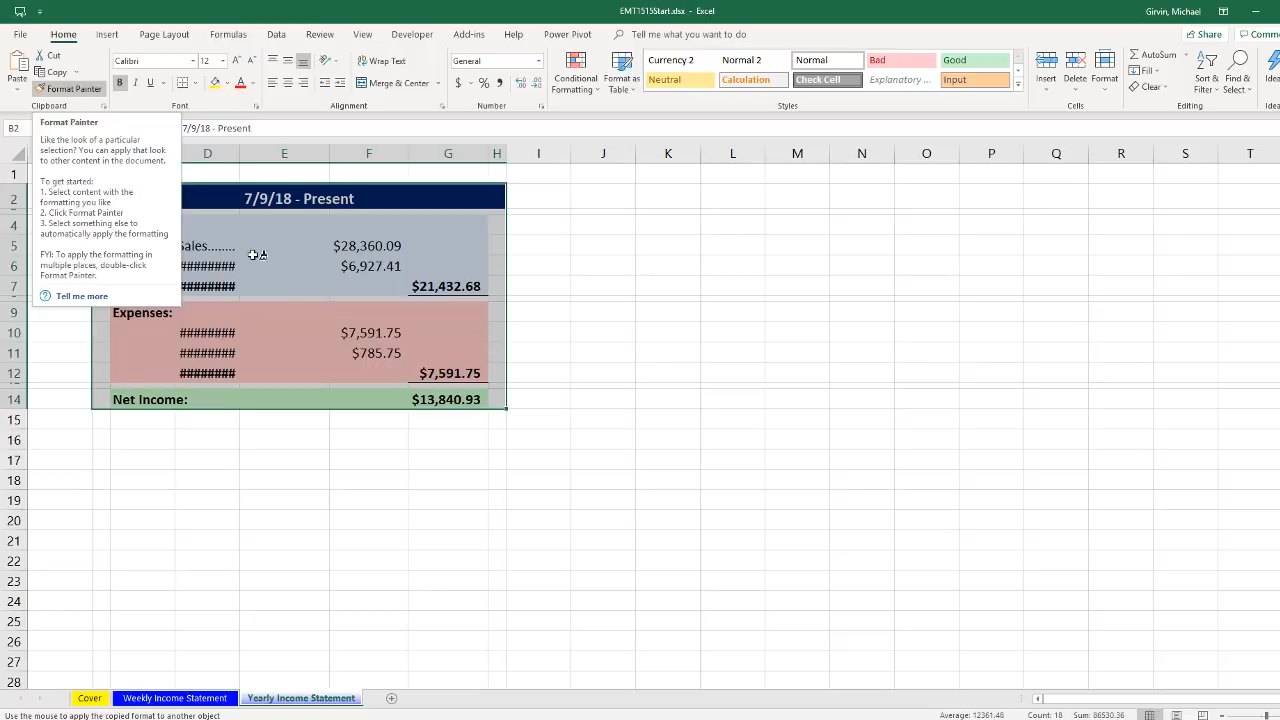 EMT1515Start.xlsx - Excel
Girvin, Michael
File Home Insert Page Layout Formulas Data Review View Developer Add-ins Help Power Pivot Tell me what you want to do Share Comme
Paste
Cut
Copy
Format Painter
Clipboard
Calibri 12
B I U
Font
Wrap Text
Merge & Center
Alignment
General
$ % ,
Number
Conditional Formatting
Format as Table
Currency 2 Normal 2 Normal Bad Good
Neutral Calculation Check Cell Explanatory ... Input
Styles
Insert Delete Format
Cells
AutoSum
Fill
Clear
Sort & Filter
Find & Select
Editing
Idea
B2 7/9/18 - Present
Format Painter
Like the look of a particular
selection? You can apply that look
to other content in the document.
To get started:
1. Select content with the
formatting you like
2. Click Format Painter
3. Select something else to
automatically apply the formatting
FYI: To apply the formatting in
multiple places, double-click
Format Painter.
Tell me more
D E F G H I J K L M N O P Q R S T
1
2 7/9/18 - Present
4
5 Sales........ $28,360.09
6 ######## $6,927.41
7 ######## $21,432.68
9 Expenses:
10 ######## $7,591.75
11 ######## $785.75
12 ######## $7,591.75
14 Net Income: $13,840.93
15
16
17
18
19
20
21
22
23
24
25
26
27
28
Cover Weekly Income Statement Yearly Income Statement
Use the mouse to apply the copied format to another object
Average: 12361.48 Count: 18 Sum: 86530.36